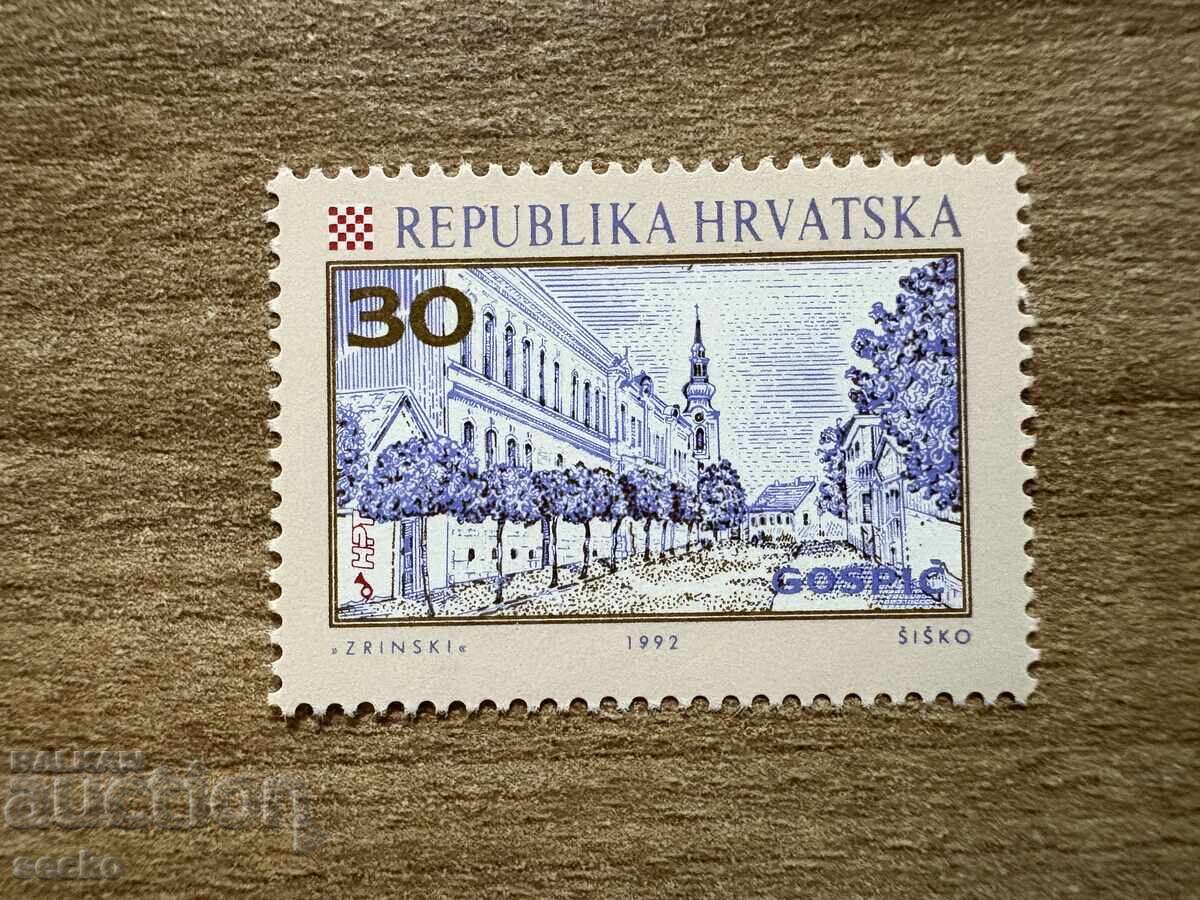 REPUBLIKA HRVATSKA
30
HPT
GOSPIĆ
»ZRINSKI«
1992
ŠIŠKO
BALKAN
auction
secko